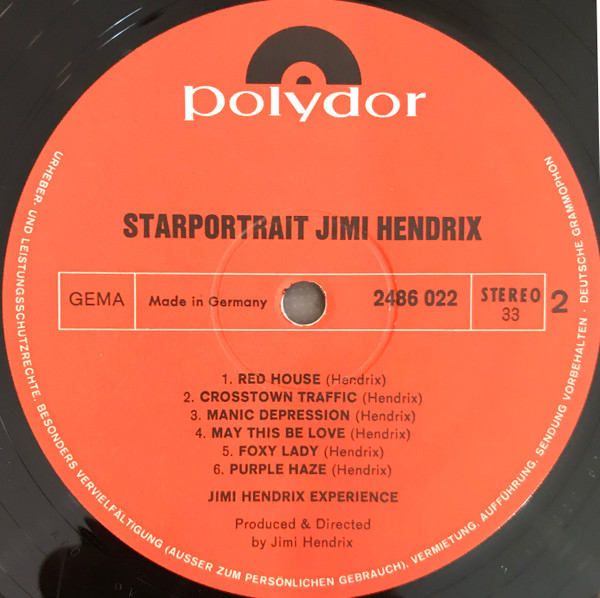 polydor
STARPORTRAIT JIMI HENDRIX
GEMA
Made in Germany
2486 022
STEREO
33
2
1. RED HOUSE (Hendrix)
2. CROSSTOWN TRAFFIC (Hendrix)
3. MANIC DEPRESSION (Hendrix)
4. MAY THIS BE LOVE (Hendrix)
5. FOXY LADY (Hendrix)
6. PURPLE HAZE (Hendrix)
JIMI HENDRIX EXPERIENCE
Produced & Directed
by Jimi Hendrix
URHEBER- UND LEISTUNGSSCHUTZRECHTE. BESONDERS VERVIELFÄLTIGUNG (AUSSER ZUM PERSÖNLICHEN GEBRAUCH), VERMIETUNG, AUFFÜHRUNG, SENDUNG VORBEHALTEN · DEUTSCHE GRAMMOPHON